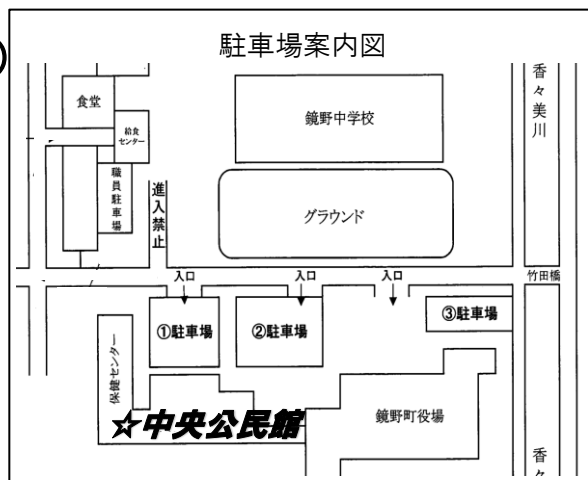 駐車場案内図
食堂
給食
センター
職員駐車場
進入禁止
鏡野中学校
グラウンド
香々美川
入口
入口
入口
竹田橋
①駐車場
②駐車場
③駐車場
保健センター
☆中央公民館
鏡野町役場
香々